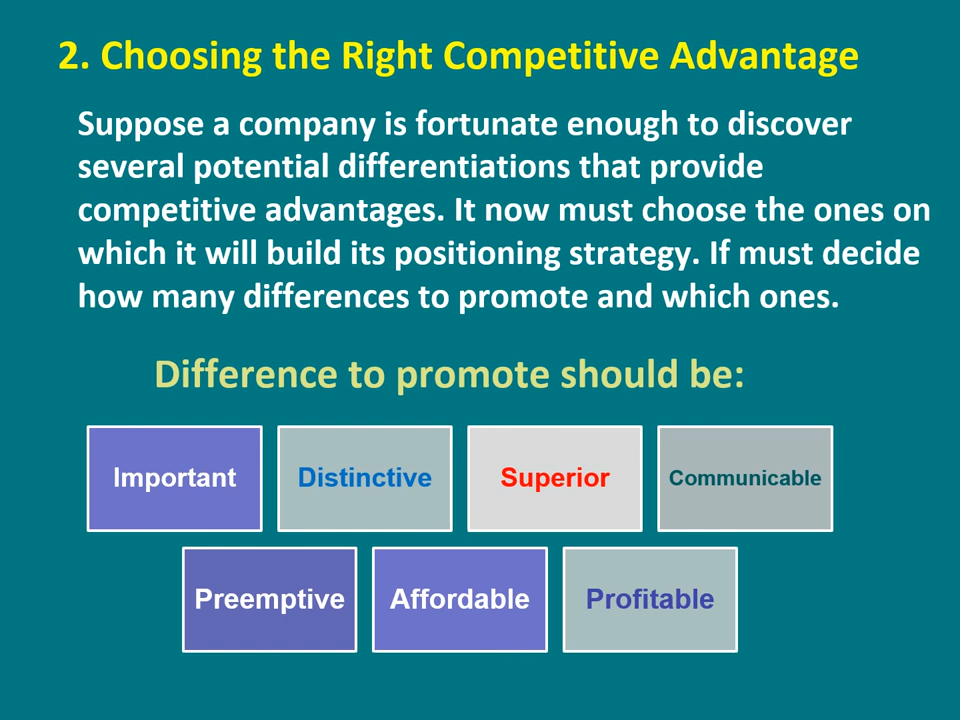 2. Choosing the Right Competitive Advantage
Suppose a company is fortunate enough to discover
several potential differentiations that provide
competitive advantages. It now must choose the ones on
which it will build its positioning strategy. If must decide
how many differences to promote and which ones.
Difference to promote should be:
Important Distinctive Superior Communicable
Preemptive Affordable Profitable